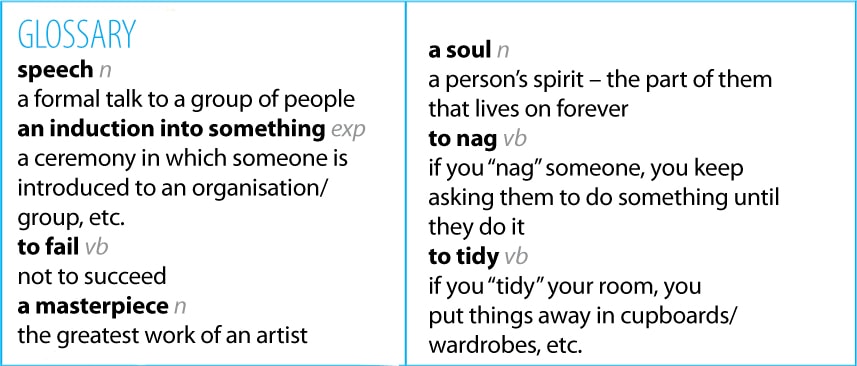 GLOSSARY
speech n
a formal talk to a group of people
an induction into something exp
a ceremony in which someone is
introduced to an organisation/
group, etc.
to fail vb
not to succeed
a masterpiece n
the greatest work of an artist
a soul n
a person’s spirit – the part of them
that lives on forever
to nag vb
if you “nag” someone, you keep
asking them to do something until
they do it
to tidy vb
if you “tidy” your room, you
put things away in cupboards/
wardrobes, etc.